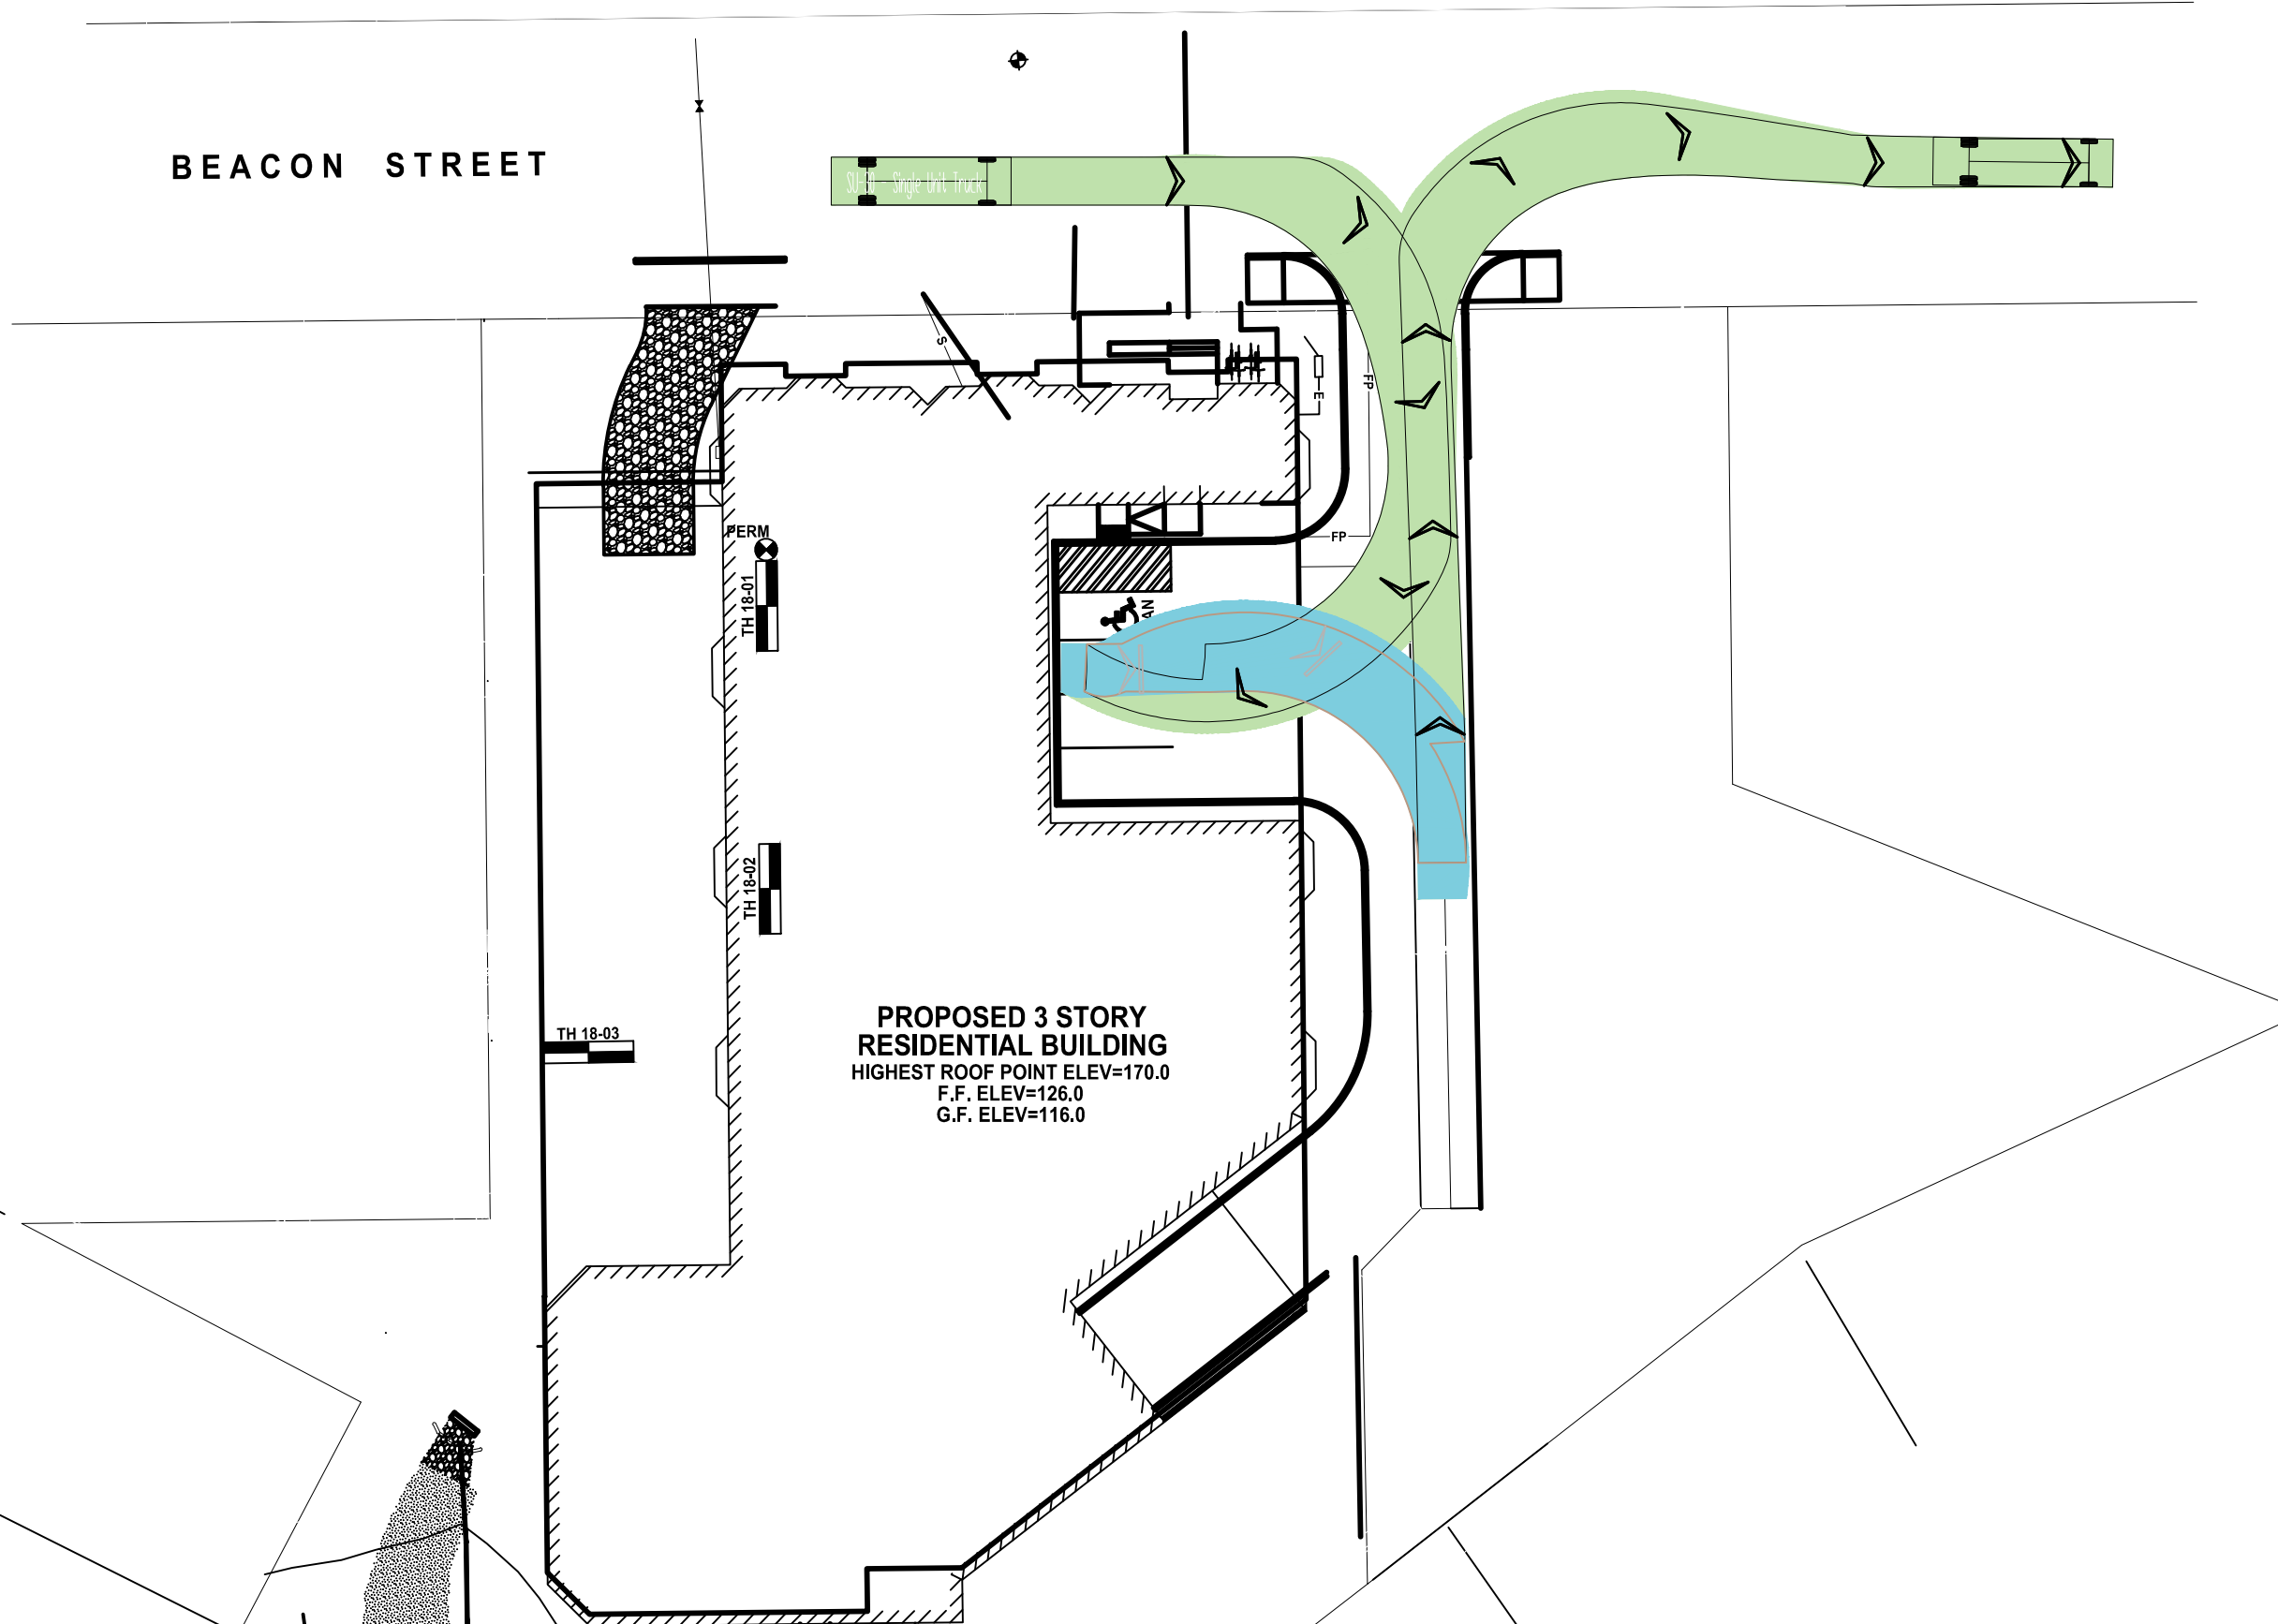 BEACON STREET
SU-30 - Single Unit Truck
S
E
FP
FP
PERM
TH 18-01
AN
TH 18-02
TH 18-03
PROPOSED 3 STORY
RESIDENTIAL BUILDING
HIGHEST ROOF POINT ELEV=170.0
F.F. ELEV=126.0
G.F. ELEV=116.0